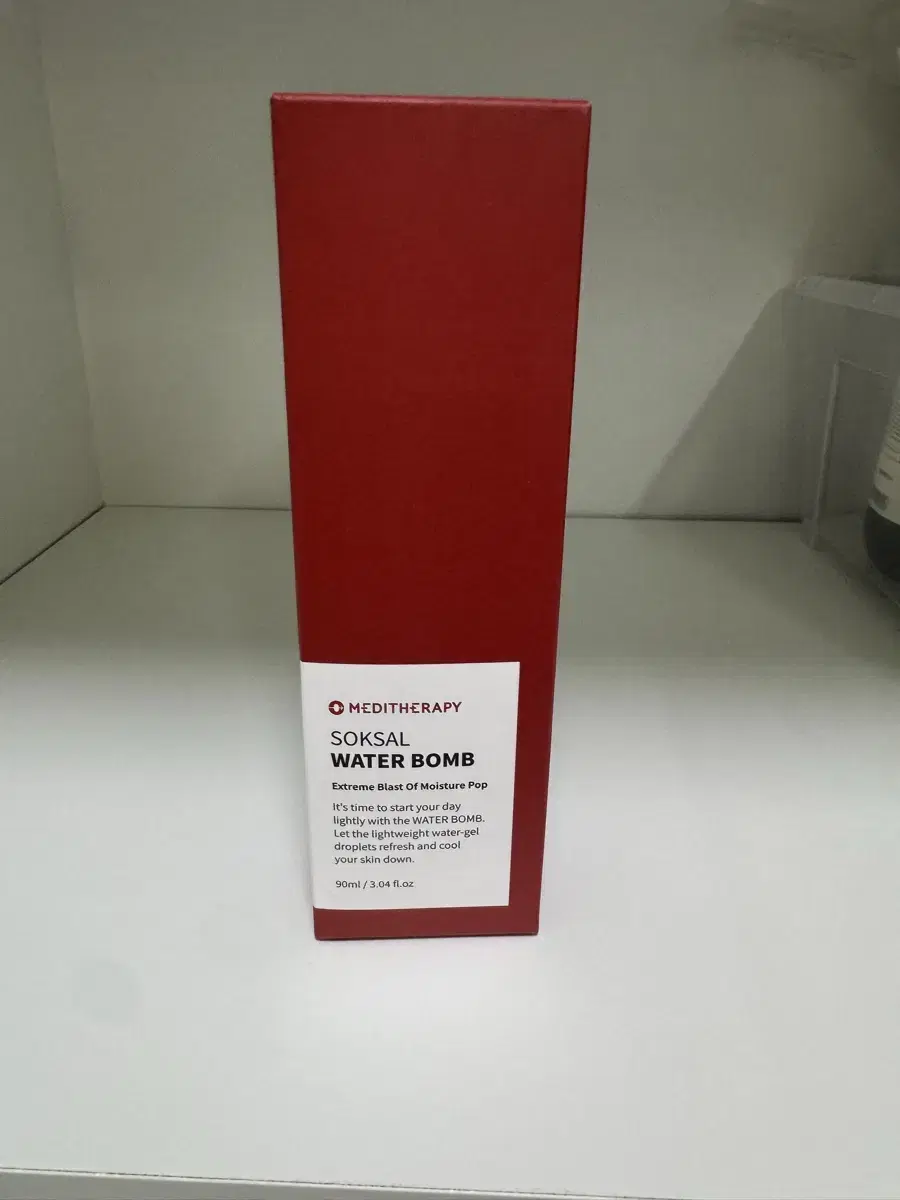 MEDITHERAPY
SOKSAL
WATER BOMB
Extreme Blast Of Moisture Pop
It's time to start your day
lightly with the WATER BOMB.
Let the lightweight water-gel
droplets refresh and cool
your skin down.
90ml / 3.04 fl.oz